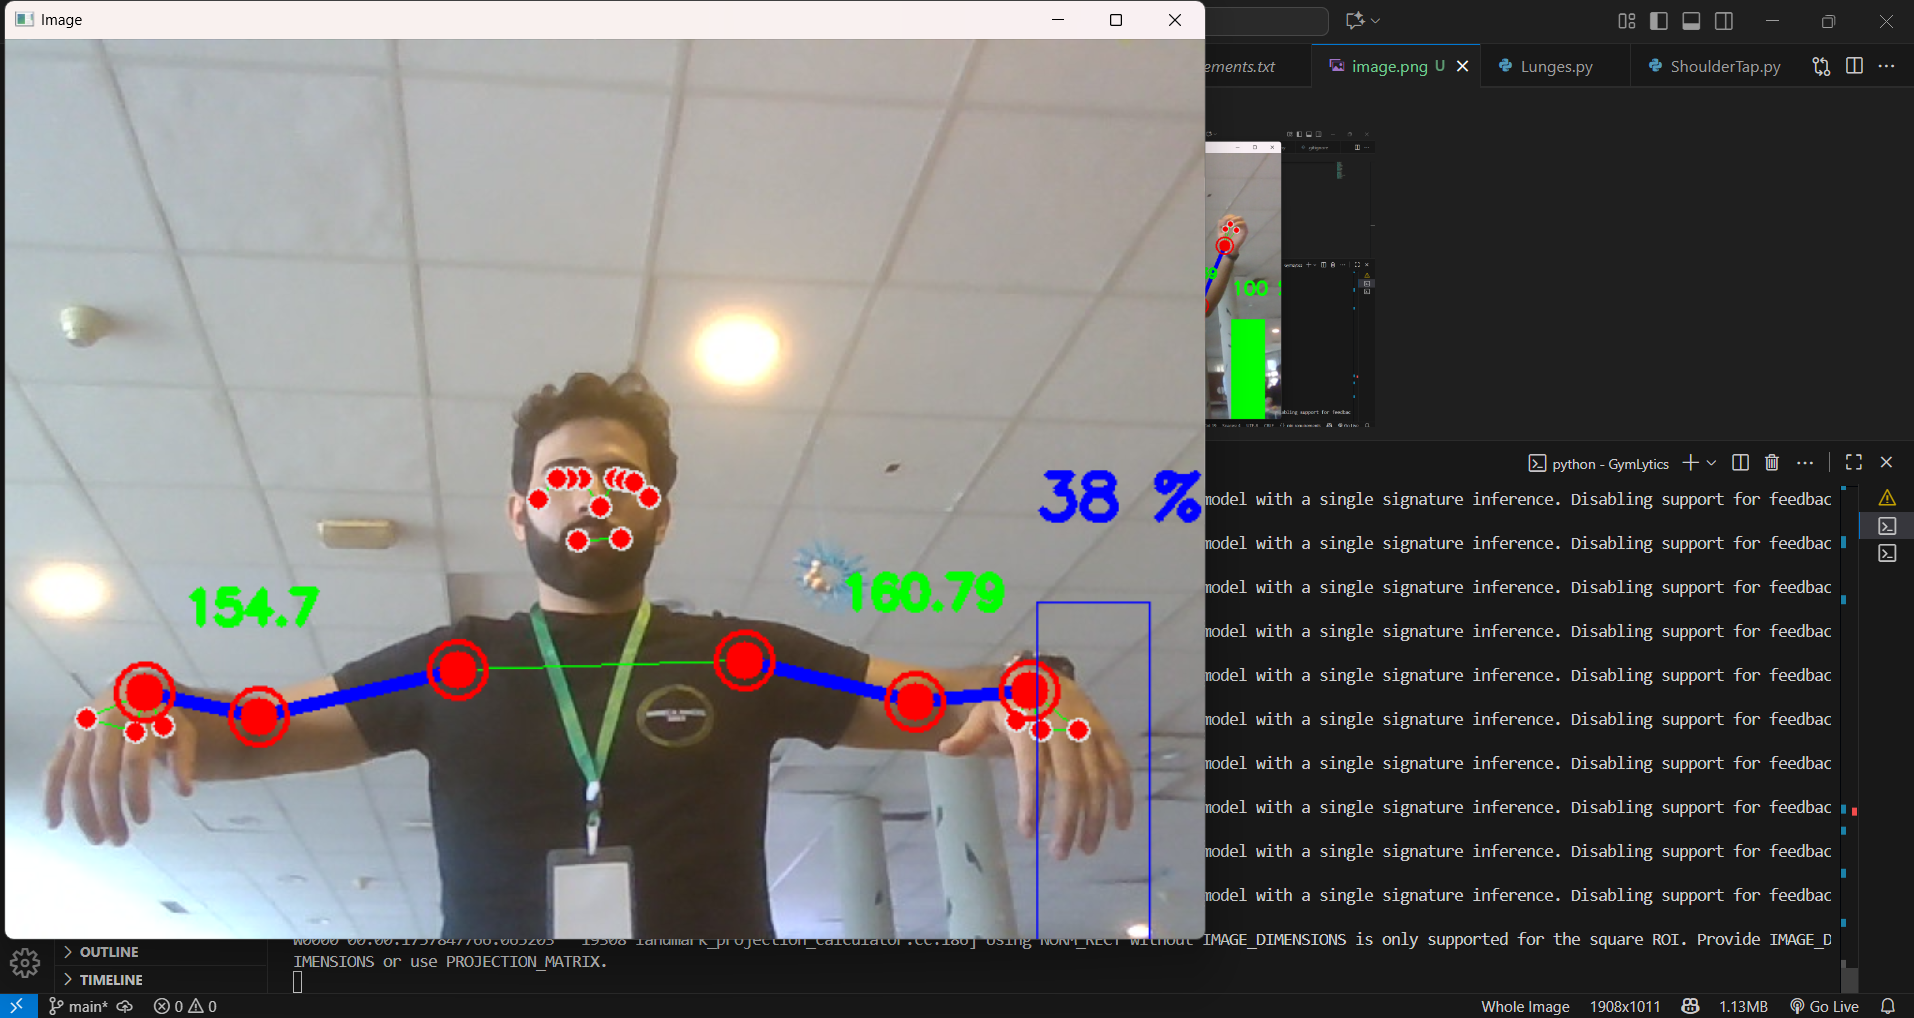 Image
ements.txt
image.png U
Lunges.py
ShoulderTap.py
100
38 %
154.7
160.79
python - GymLytics
model with a single signature inference. Disabling support for feedbac
model with a single signature inference. Disabling support for feedbac
model with a single signature inference. Disabling support for feedbac
model with a single signature inference. Disabling support for feedbac
model with a single signature inference. Disabling support for feedbac
model with a single signature inference. Disabling support for feedbac
model with a single signature inference. Disabling support for feedbac
model with a single signature inference. Disabling support for feedbac
model with a single signature inference. Disabling support for feedbac
model with a single signature inference. Disabling support for feedbac
landmark_projection_calculator.cc:186] Using NORM_RECT without IMAGE_DIMENSIONS is only supported for the square ROI. Provide IMAGE_D
IMENSIONS or use PROJECTION_MATRIX.
OUTLINE
TIMELINE
main*
0
0
Whole Image
1908x1011
1.13MB
Go Live